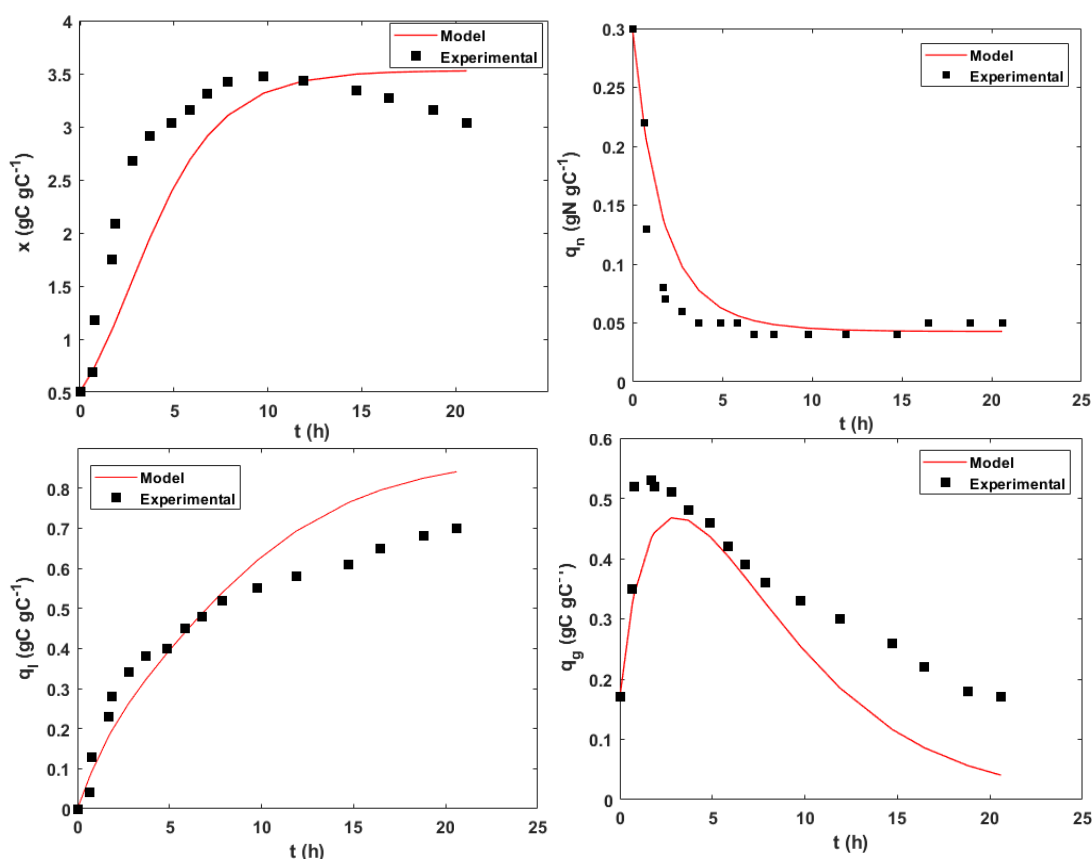 4
3.5
3
2.5
2
1.5
1
0.5
x (gC gC-1)
0 5 10 15 20
t (h)
Model
Experimental
0.3
0.25
0.2
0.15
0.1
0.05
0
qn (gN gC-1)
0 5 10 15 20 25
t (h)
Model
Experimental
0.8
0.7
0.6
0.5
0.4
0.3
0.2
0.1
0
ql (gC gC-1)
0 5 10 15 20 25
t (h)
Model
Experimental
0.6
0.5
0.4
0.3
0.2
0.1
0
qg (gC gC-1)
0 5 10 15 20 25
t (h)
Model
Experimental